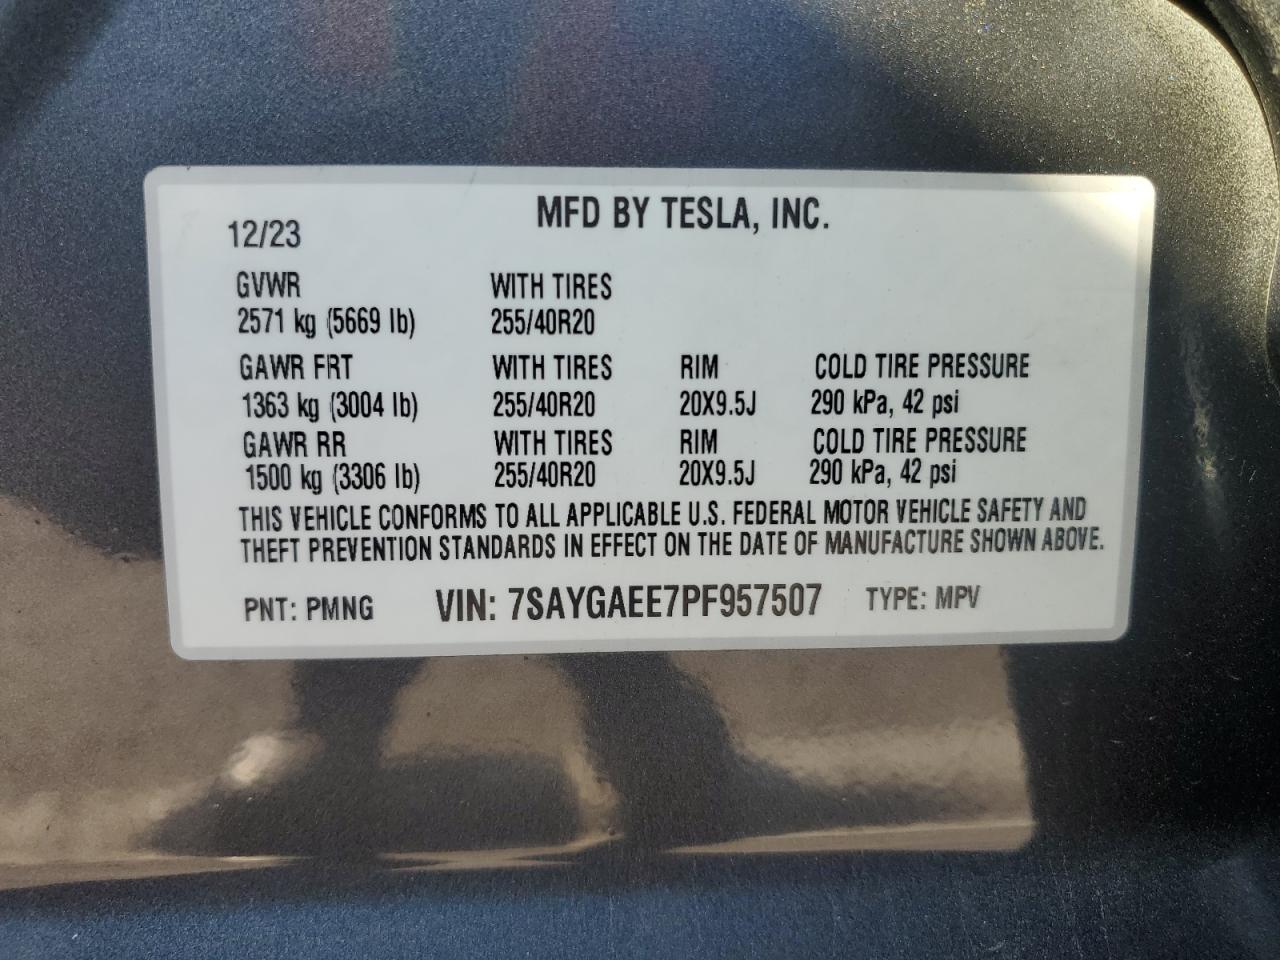 MFD BY TESLA, INC.
12/23
GVWR WITH TIRES
2571 kg (5669 lb) 255/40R20
GAWR FRT WITH TIRES RIM COLD TIRE PRESSURE
1363 kg (3004 lb) 255/40R20 20X9.5J 290 kPa, 42 psi
GAWR RR WITH TIRES RIM COLD TIRE PRESSURE
1500 kg (3306 lb) 255/40R20 20X9.5J 290 kPa, 42 psi
THIS VEHICLE CONFORMS TO ALL APPLICABLE U.S. FEDERAL MOTOR VEHICLE SAFETY AND
THEFT PREVENTION STANDARDS IN EFFECT ON THE DATE OF MANUFACTURE SHOWN ABOVE.
PNT: PMNG VIN: 7SAYGAEE7PF957507 TYPE: MPV